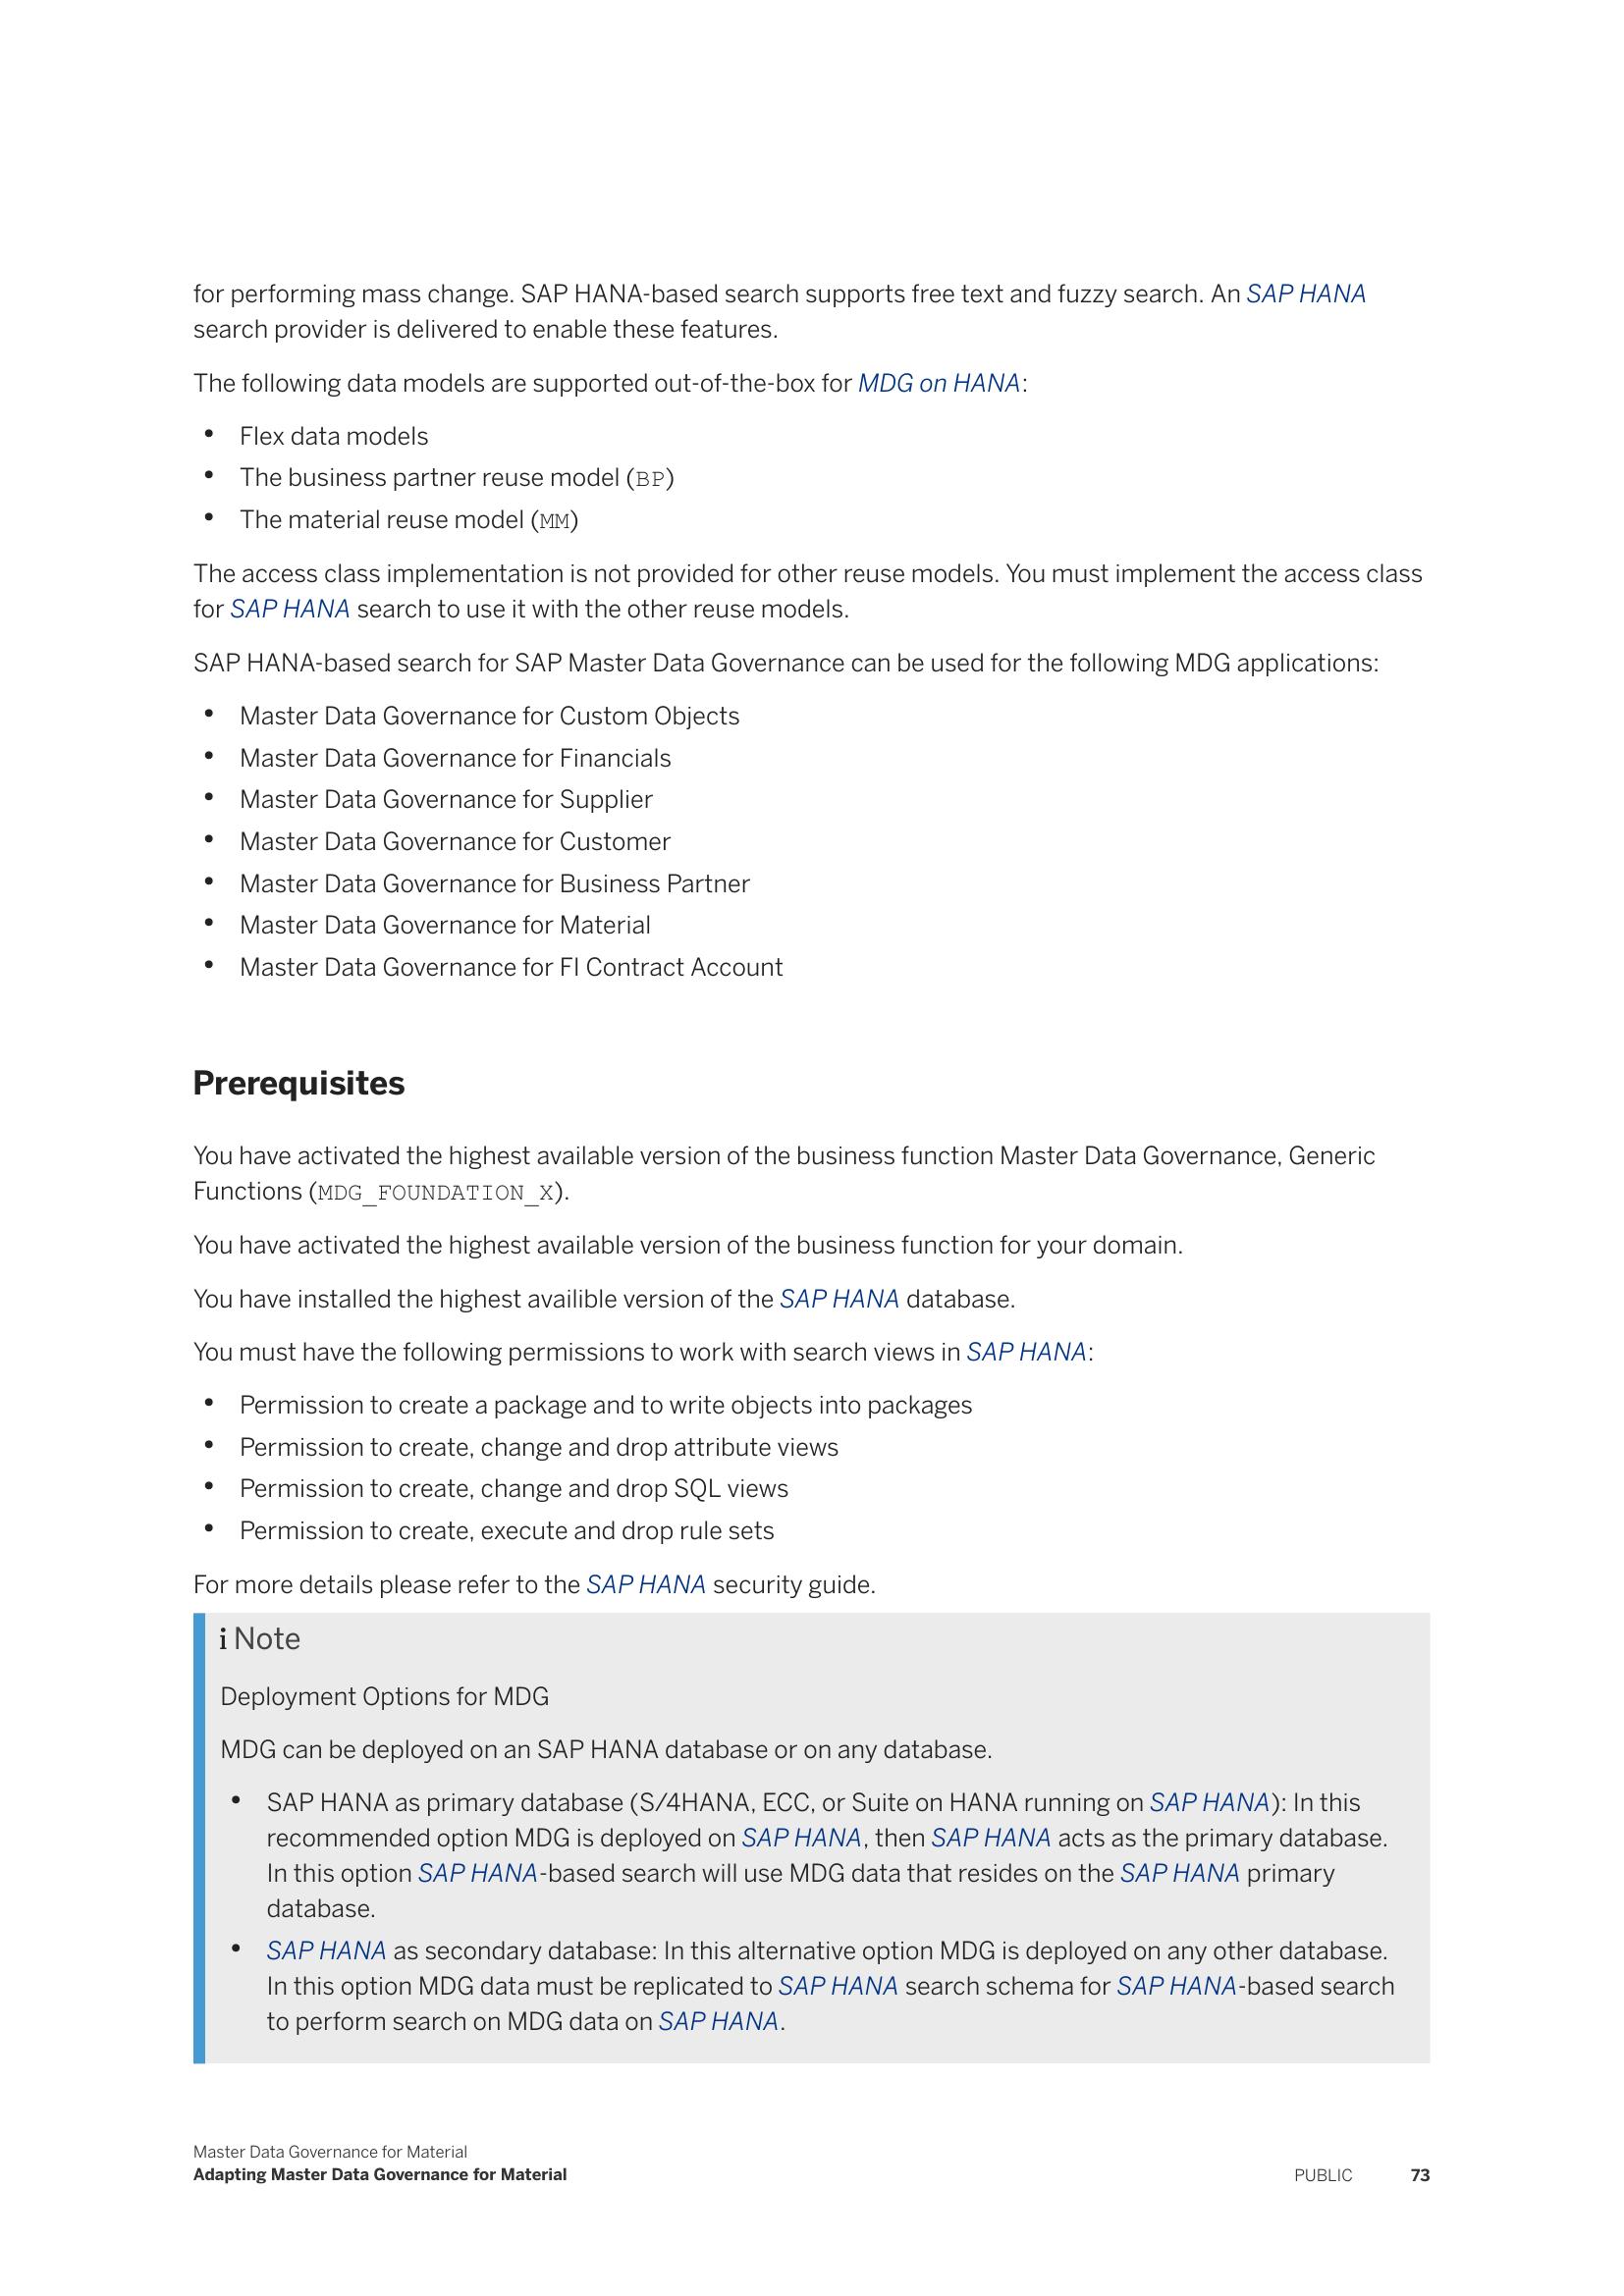 for performing mass change. SAP HANA-based search supports free text and fuzzy search. An SAP HANA
search provider is delivered to enable these features.
The following data models are supported out-of-the-box for MDG on HANA:
• Flex data models
• The business partner reuse model (BP)
• The material reuse model (MM)
The access class implementation is not provided for other reuse models. You must implement the access class
for SAP HANA search to use it with the other reuse models.
SAP HANA-based search for SAP Master Data Governance can be used for the following MDG applications:
• Master Data Governance for Custom Objects
• Master Data Governance for Financials
• Master Data Governance for Supplier
• Master Data Governance for Customer
• Master Data Governance for Business Partner
• Master Data Governance for Material
• Master Data Governance for FI Contract Account
Prerequisites
You have activated the highest available version of the business function Master Data Governance, Generic
Functions (MDG_FOUNDATION_X).
You have activated the highest available version of the business function for your domain.
You have installed the highest availible version of the SAP HANA database.
You must have the following permissions to work with search views in SAP HANA:
• Permission to create a package and to write objects into packages
• Permission to create, change and drop attribute views
• Permission to create, change and drop SQL views
• Permission to create, execute and drop rule sets
For more details please refer to the SAP HANA security guide.
i Note
Deployment Options for MDG
MDG can be deployed on an SAP HANA database or on any database.
• SAP HANA as primary database (S/4HANA, ECC, or Suite on HANA running on SAP HANA): In this
recommended option MDG is deployed on SAP HANA, then SAP HANA acts as the primary database.
In this option SAP HANA-based search will use MDG data that resides on the SAP HANA primary
database.
• SAP HANA as secondary database: In this alternative option MDG is deployed on any other database.
In this option MDG data must be replicated to SAP HANA search schema for SAP HANA-based search
to perform search on MDG data on SAP HANA.
Master Data Governance for Material
Adapting Master Data Governance for Material
PUBLIC 73